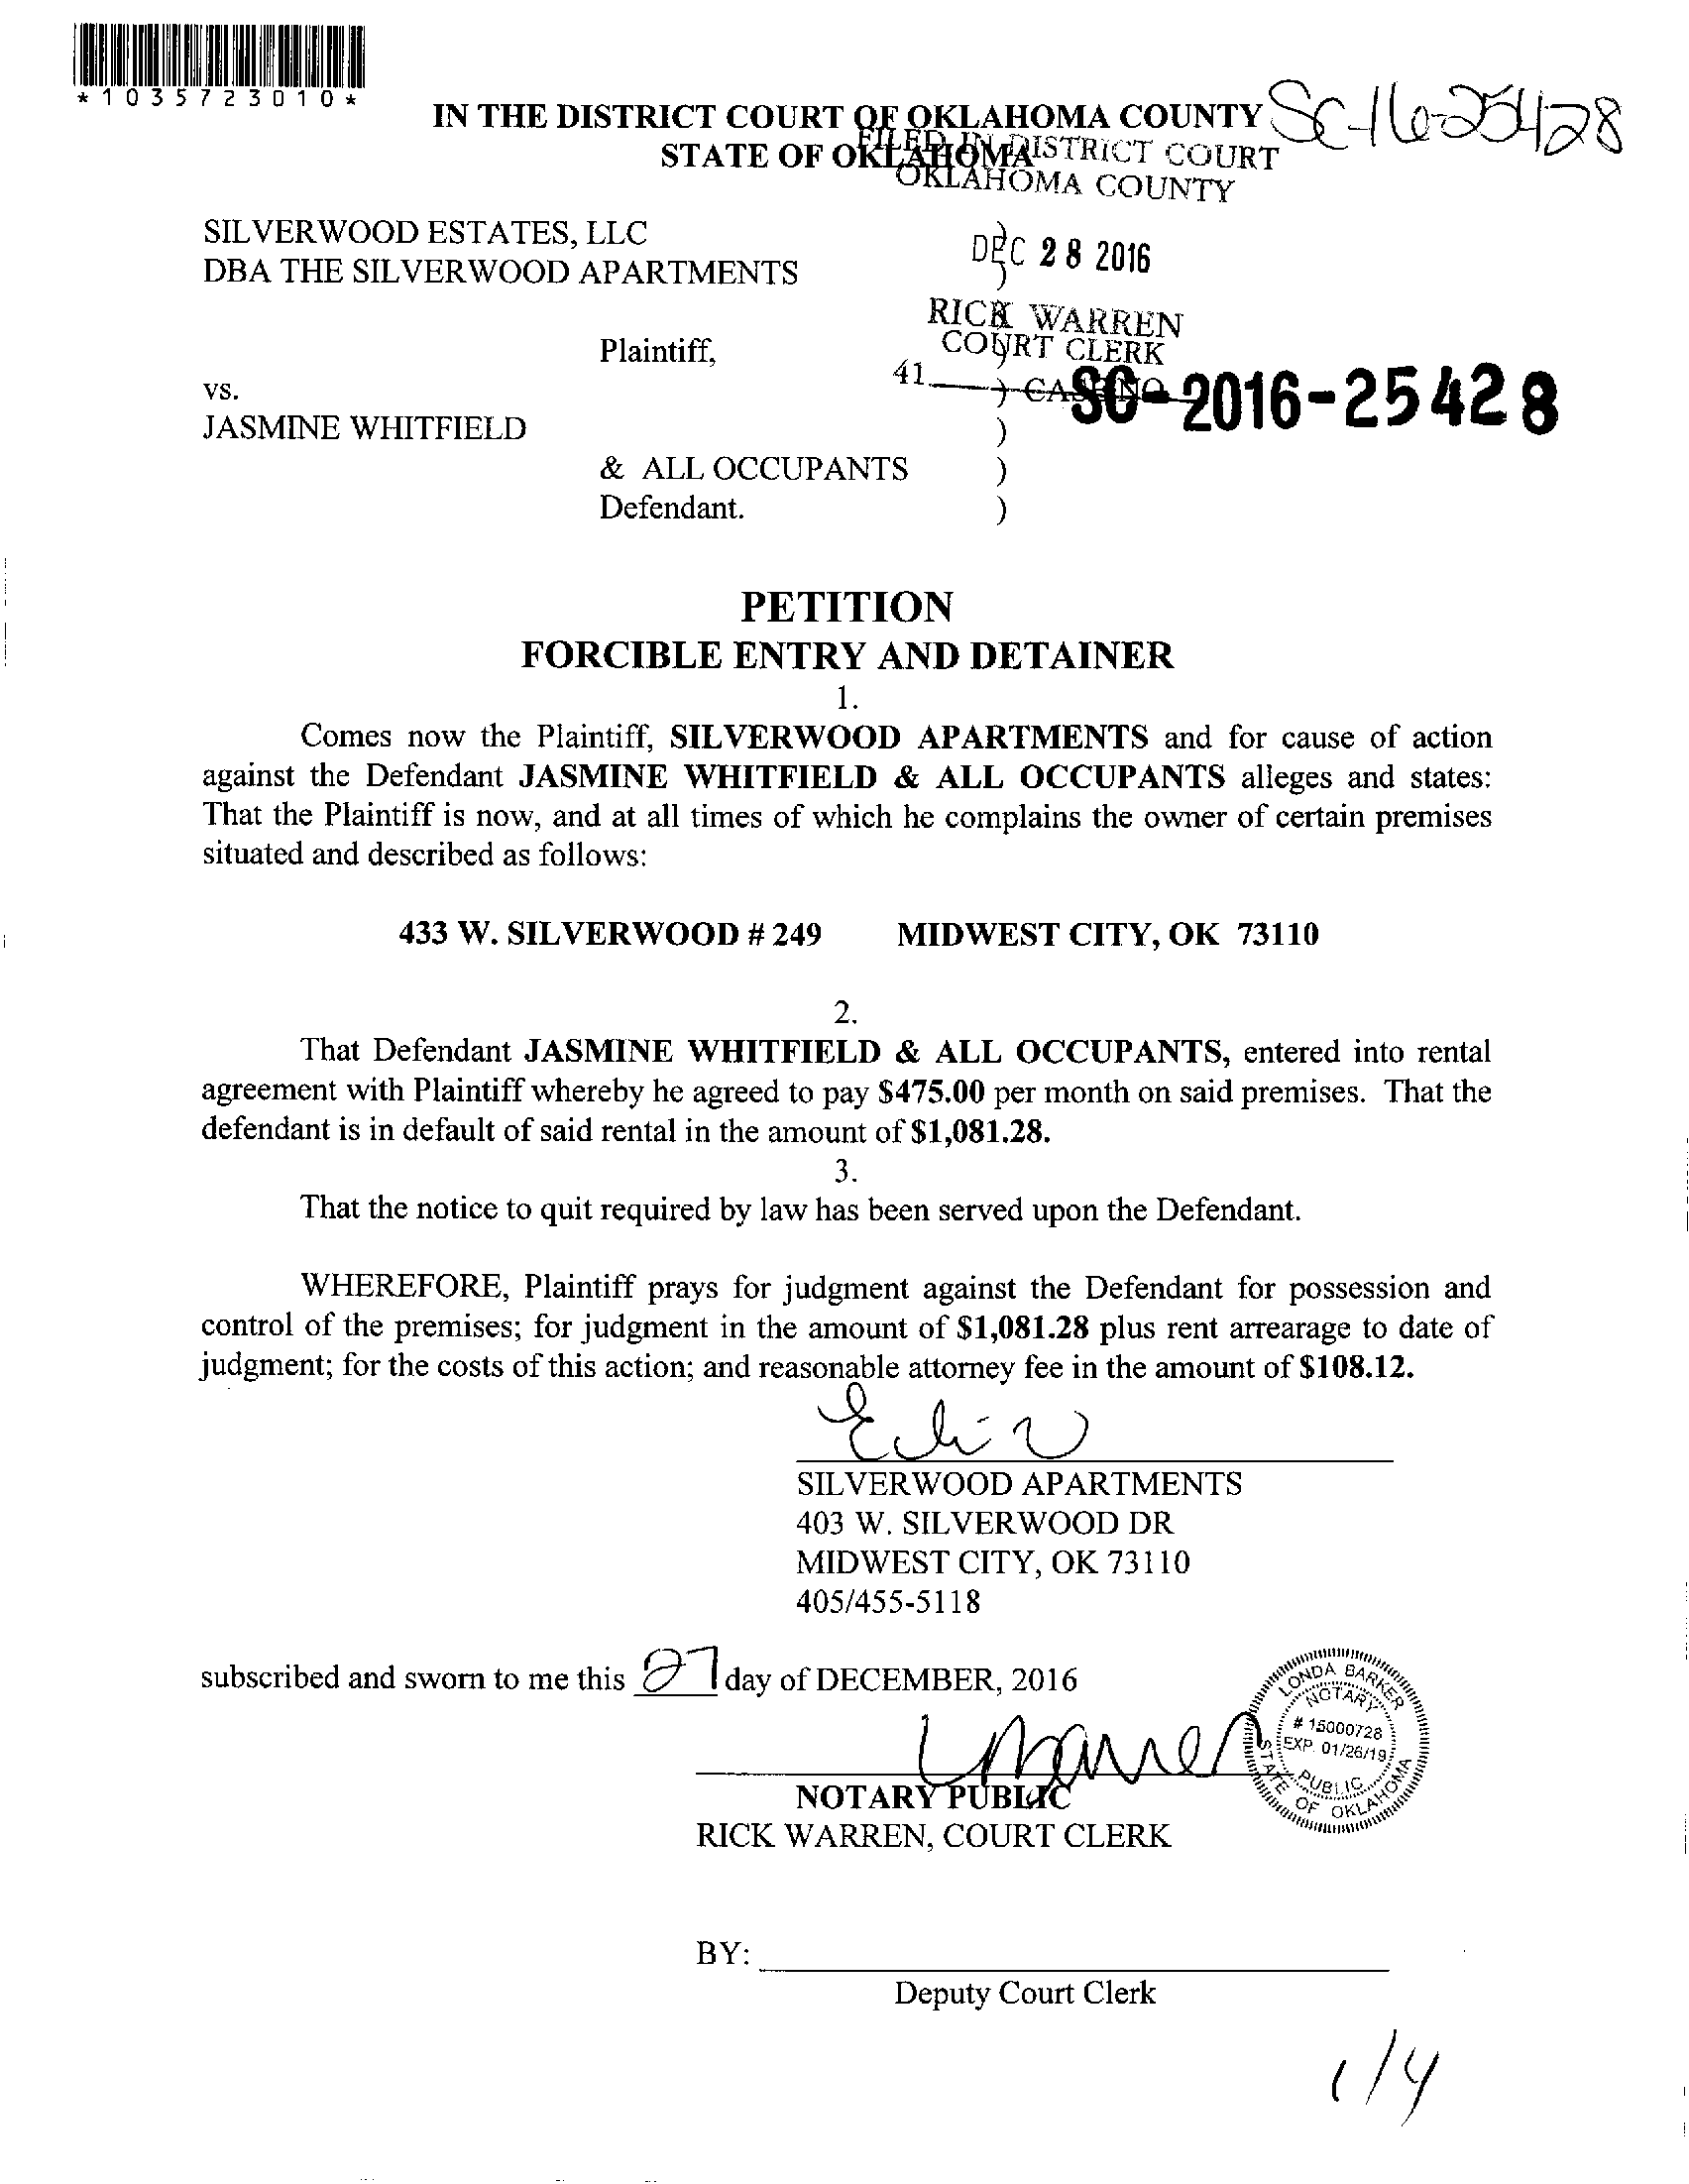 *1035723010*
SC-16-25428
IN THE DISTRICT COURT OF OKLAHOMA COUNTY
STATE OF OKLAHOMA
FILED IN DISTRICT COURT
OKLAHOMA COUNTY
SILVERWOOD ESTATES, LLC )
DBA THE SILVERWOOD APARTMENTS )
DEC 28 2016
RICK WARREN
COURT CLERK
41
Plaintiff, )
vs. ) CASE NO.
SC-2016-25428
JASMINE WHITFIELD )
& ALL OCCUPANTS )
Defendant. )
PETITION
FORCIBLE ENTRY AND DETAINER
1.
Comes now the Plaintiff, SILVERWOOD APARTMENTS and for cause of action
against the Defendant JASMINE WHITFIELD & ALL OCCUPANTS alleges and states:
That the Plaintiff is now, and at all times of which he complains the owner of certain premises
situated and described as follows:
433 W. SILVERWOOD # 249 MIDWEST CITY, OK 73110
2.
That Defendant JASMINE WHITFIELD & ALL OCCUPANTS, entered into rental
agreement with Plaintiff whereby he agreed to pay $475.00 per month on said premises. That the
defendant is in default of said rental in the amount of $1,081.28.
3.
That the notice to quit required by law has been served upon the Defendant.
WHEREFORE, Plaintiff prays for judgment against the Defendant for possession and
control of the premises; for judgment in the amount of $1,081.28 plus rent arrearage to date of
judgment; for the costs of this action; and reasonable attorney fee in the amount of $108.12.
SILVERWOOD APARTMENTS
403 W. SILVERWOOD DR
MIDWEST CITY, OK 73110
405/455-5118
subscribed and sworn to me this 27 day of DECEMBER, 2016
LONDA BARKER
NOTARY
# 15000728
EXP. 01/26/19
PUBLIC
STATE OF OKLAHOMA
NOTARY PUBLIC
RICK WARREN, COURT CLERK
BY:
Deputy Court Clerk
1/4